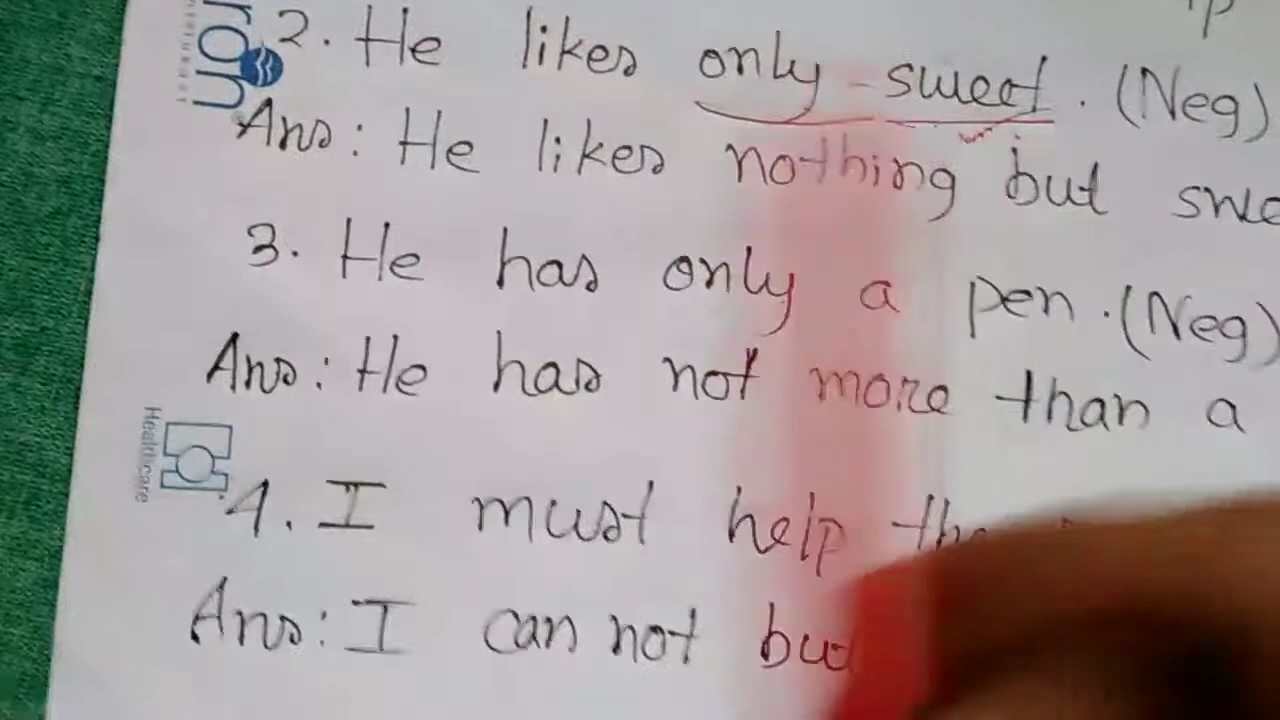 2. He likes only sweet. (Neg)
Ans: He likes nothing but
3. He has only a pen. (Neg)
Ans: He has not more than a
4. I must help
Ans: I can not
Healthcare